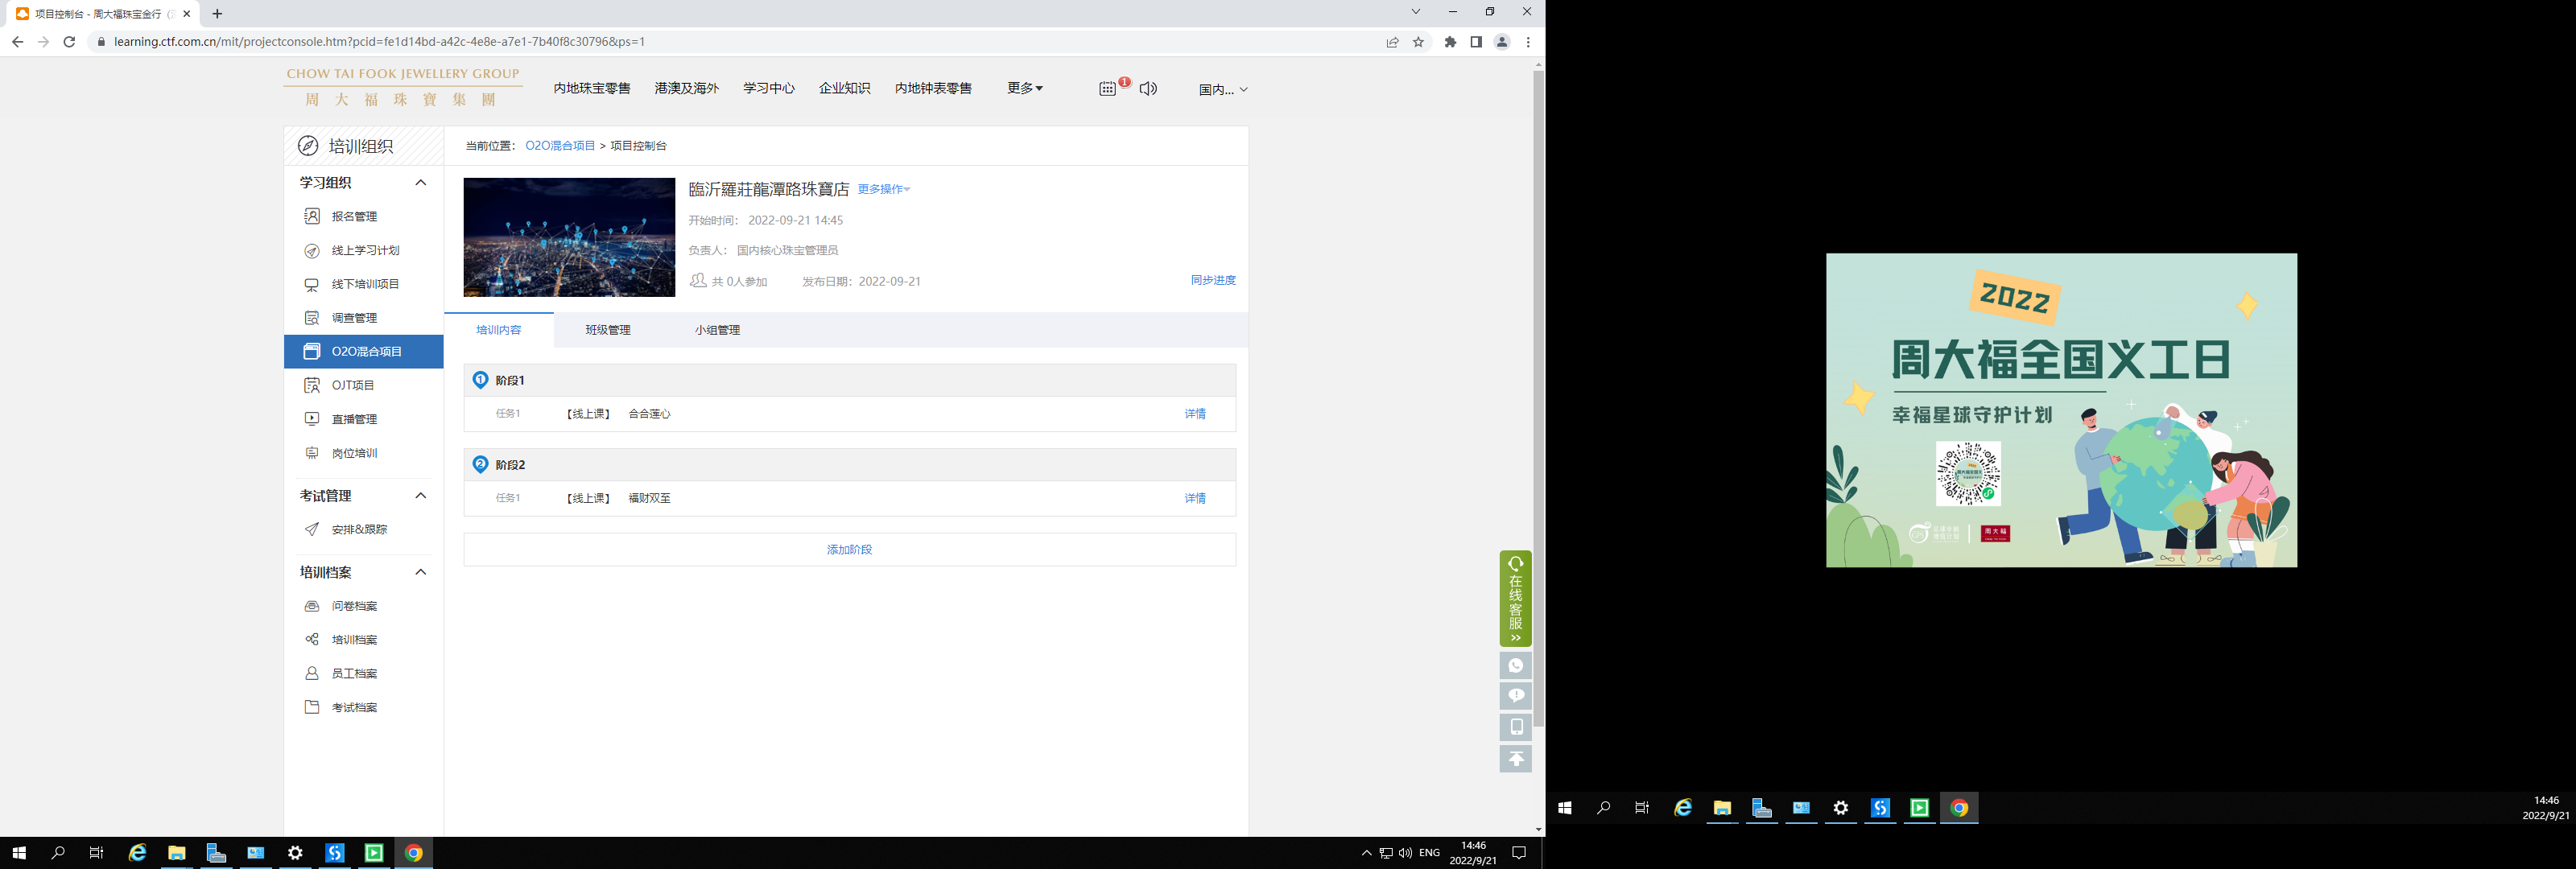 项目控制台 - 周大福珠宝金行
learning.ctf.com.cn/mit/projectconsole.htm?pcid=fe1d14bd-a42c-4e8e-a7e1-7b40f8c30796&ps=1
CHOW TAI FOOK JEWELLERY GROUP
周大福珠寶集團
内地珠宝零售 港澳及海外 学习中心 企业知识 内地钟表零售 更多 1 国内...
培训组织
学习组织
报名管理
线上学习计划
线下培训项目
调查管理
O2O混合项目
OJT项目
直播管理
岗位培训
考试管理
安排&跟踪
培训档案
问卷档案
培训档案
员工档案
考试档案
当前位置： O2O混合项目 > 项目控制台
臨沂羅莊龍潭路珠寶店 更多操作
开始时间： 2022-09-21 14:45
负责人： 国内核心珠宝管理员
共 0人参加 发布日期：2022-09-21
同步进度
培训内容 班级管理 小组管理
1 阶段1
任务1 【线上课】 合合莲心 详情
2 阶段2
任务1 【线上课】 福财双至 详情
添加阶段
在线客服
ENG
14:46
2022/9/21
2022
周大福全国义工日
幸福星球守护计划
周大福
14:46
2022/9/21